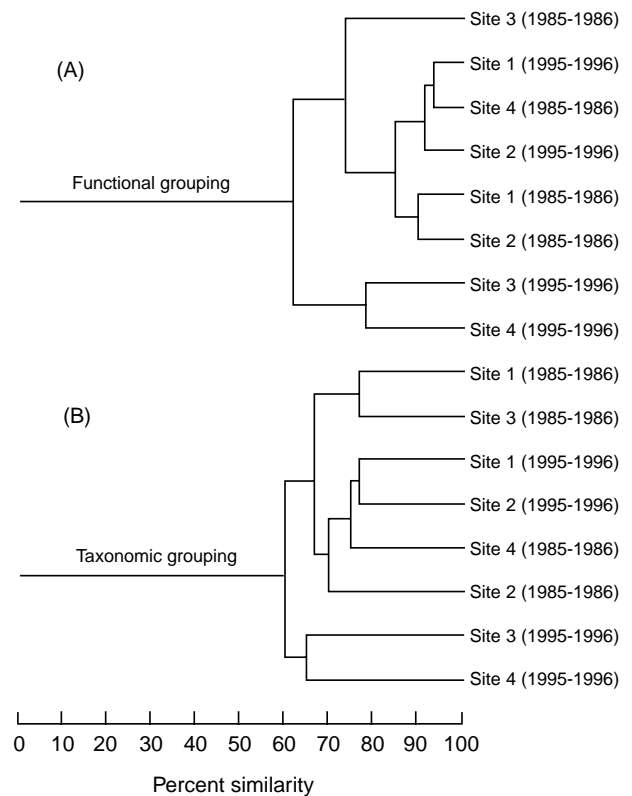 (A)
Functional grouping
Site 3 (1985-1986)
Site 1 (1995-1996)
Site 4 (1985-1986)
Site 2 (1995-1996)
Site 1 (1985-1986)
Site 2 (1985-1986)
Site 3 (1995-1996)
Site 4 (1995-1996)
(B)
Taxonomic grouping
Site 1 (1985-1986)
Site 3 (1985-1986)
Site 1 (1995-1996)
Site 2 (1995-1996)
Site 4 (1985-1986)
Site 2 (1985-1986)
Site 3 (1995-1996)
Site 4 (1995-1996)
0 10 20 30 40 50 60 70 80 90 100
Percent similarity